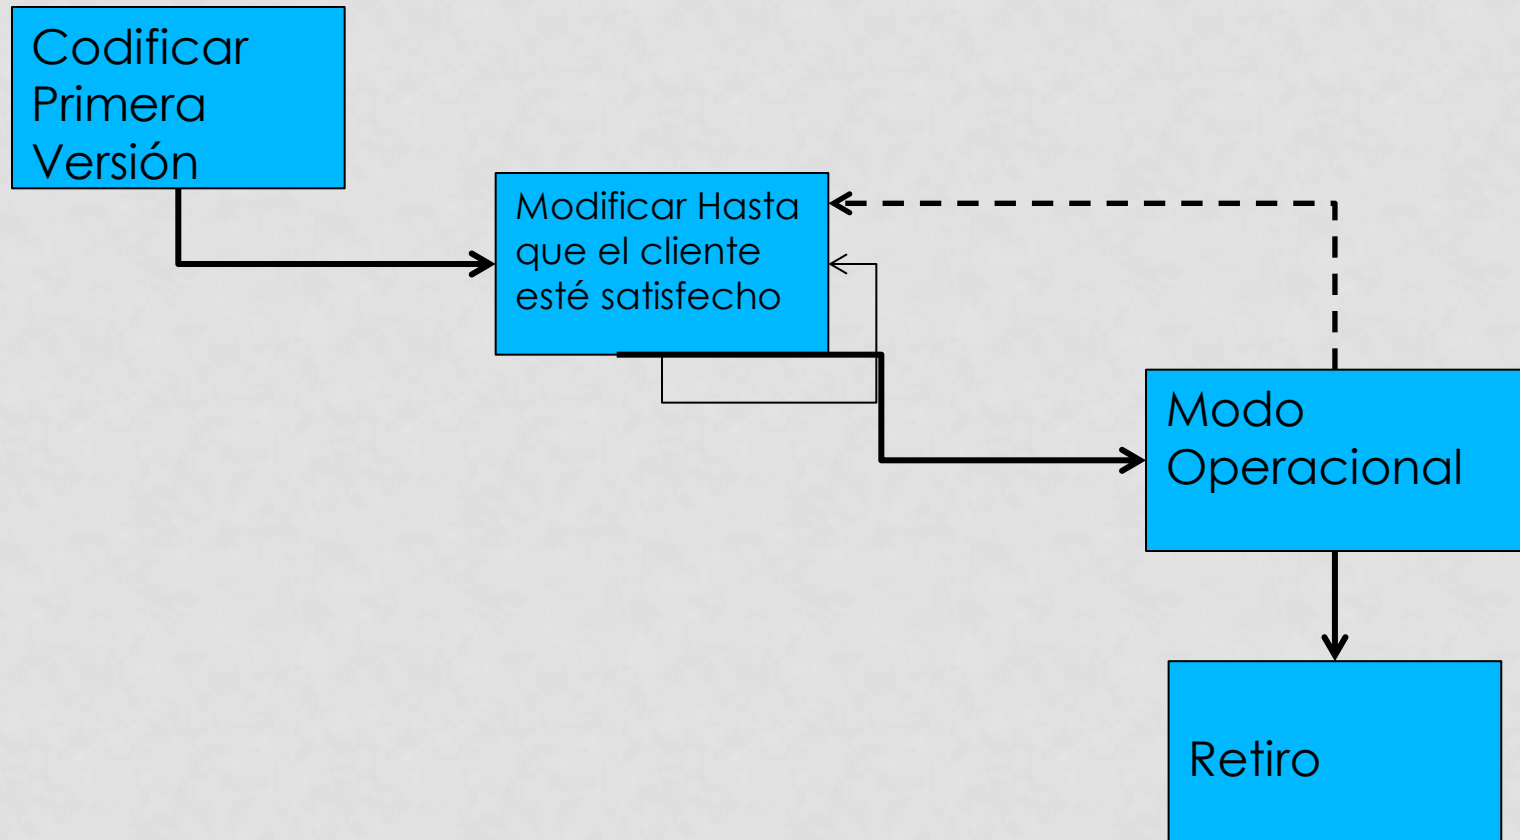 Codificar
Primera
Versión
Modificar Hasta
que el cliente
esté satisfecho
Modo
Operacional
Retiro